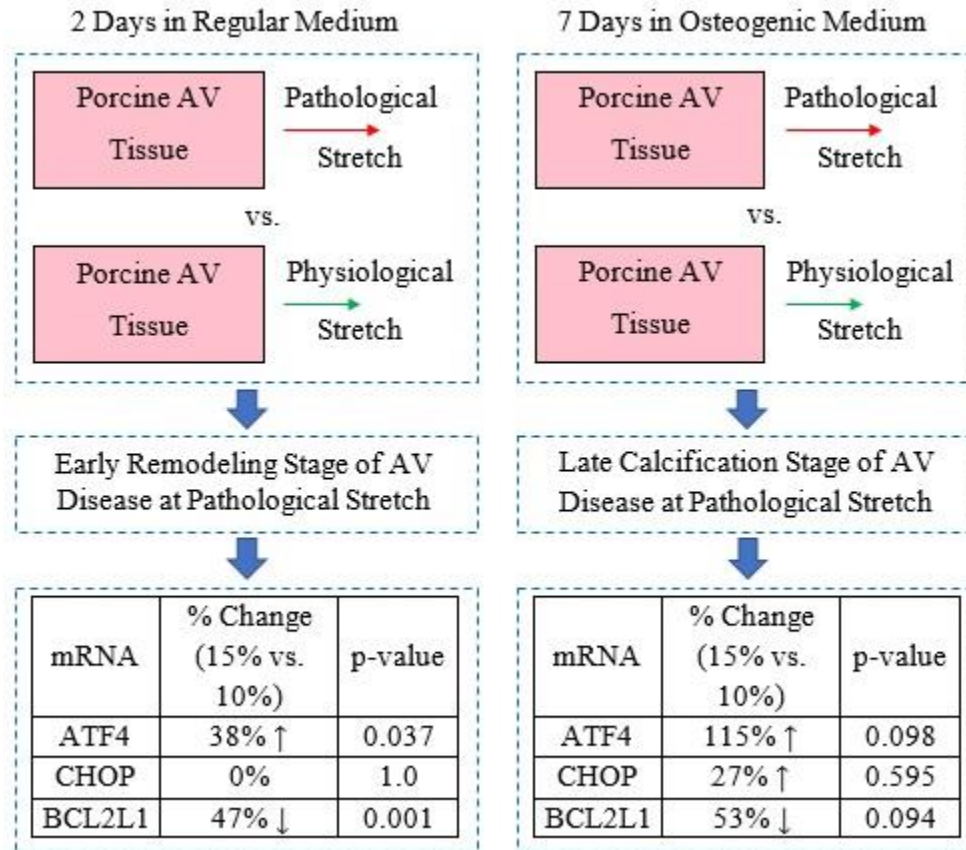 2 Days in Regular Medium
Porcine AV
Tissue
Pathological
Stretch
vs.
Porcine AV
Tissue
Physiological
Stretch
Early Remodeling Stage of AV
Disease at Pathological Stretch
mRNA
% Change
(15% vs.
10%)
p-value
ATF4 38% ↑ 0.037
CHOP 0% 1.0
BCL2L1 47% ↓ 0.001
7 Days in Osteogenic Medium
Porcine AV
Tissue
Pathological
Stretch
vs.
Porcine AV
Tissue
Physiological
Stretch
Late Calcification Stage of AV
Disease at Pathological Stretch
mRNA
% Change
(15% vs.
10%)
p-value
ATF4 115% ↑ 0.098
CHOP 27% ↑ 0.595
BCL2L1 53% ↓ 0.094